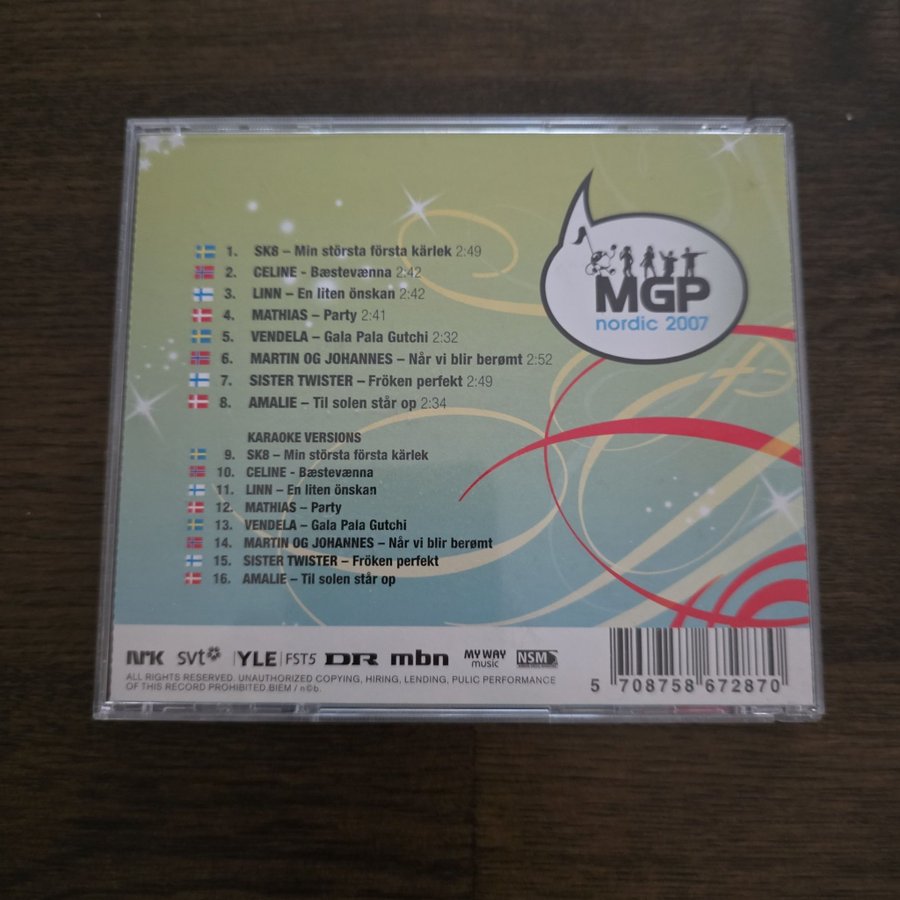 MGP
nordic 2007
1. SK8 – Min största första kärlek 2:49
2. CELINE - Bæstevænna 2:42
3. LINN – En liten önskan 2:42
4. MATHIAS – Party 2:41
5. VENDELA – Gala Pala Gutchi 2:32
6. MARTIN OG JOHANNES – Når vi blir berømt 2:52
7. SISTER TWISTER – Fröken perfekt 2:49
8. AMALIE – Til solen står op 2:34
KARAOKE VERSIONS
9. SK8 – Min största första kärlek
10. CELINE - Bæstevænna
11. LINN – En liten önskan
12. MATHIAS – Party
13. VENDELA – Gala Pala Gutchi
14. MARTIN OG JOHANNES – Når vi blir berømt
15. SISTER TWISTER – Fröken perfekt
16. AMALIE – Til solen står op
NRK svt YLE FST5 DR mbn MY WAY music NSM
ALL RIGHTS RESERVED. UNAUTHORIZED COPYING, HIRING, LENDING, PULIC PERFORMANCE
OF THIS RECORD PROHIBITED.BIEM / n©b.
5 708758 672870